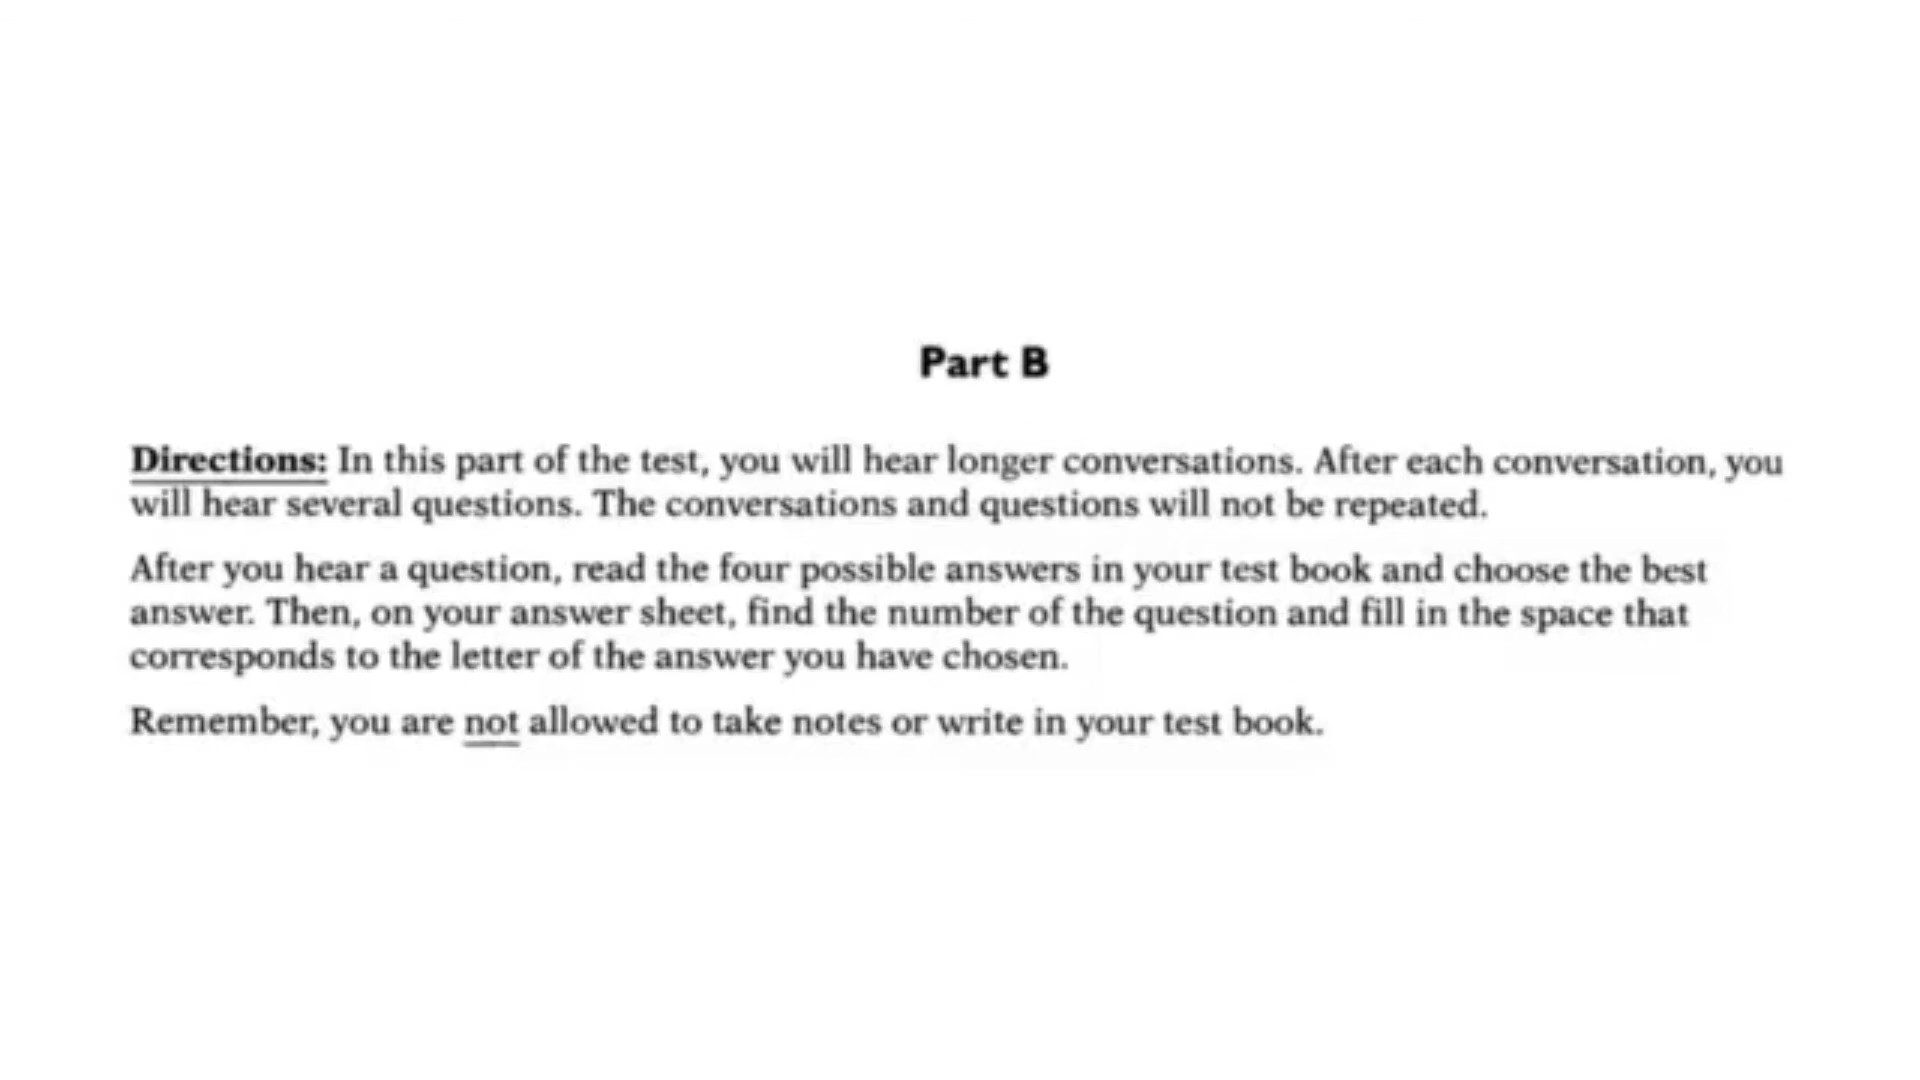 Part B
Directions: In this part of the test, you will hear longer conversations. After each conversation, you
will hear several questions. The conversations and questions will not be repeated.
After you hear a question, read the four possible answers in your test book and choose the best
answer. Then, on your answer sheet, find the number of the question and fill in the space that
corresponds to the letter of the answer you have chosen.
Remember, you are not allowed to take notes or write in your test book.